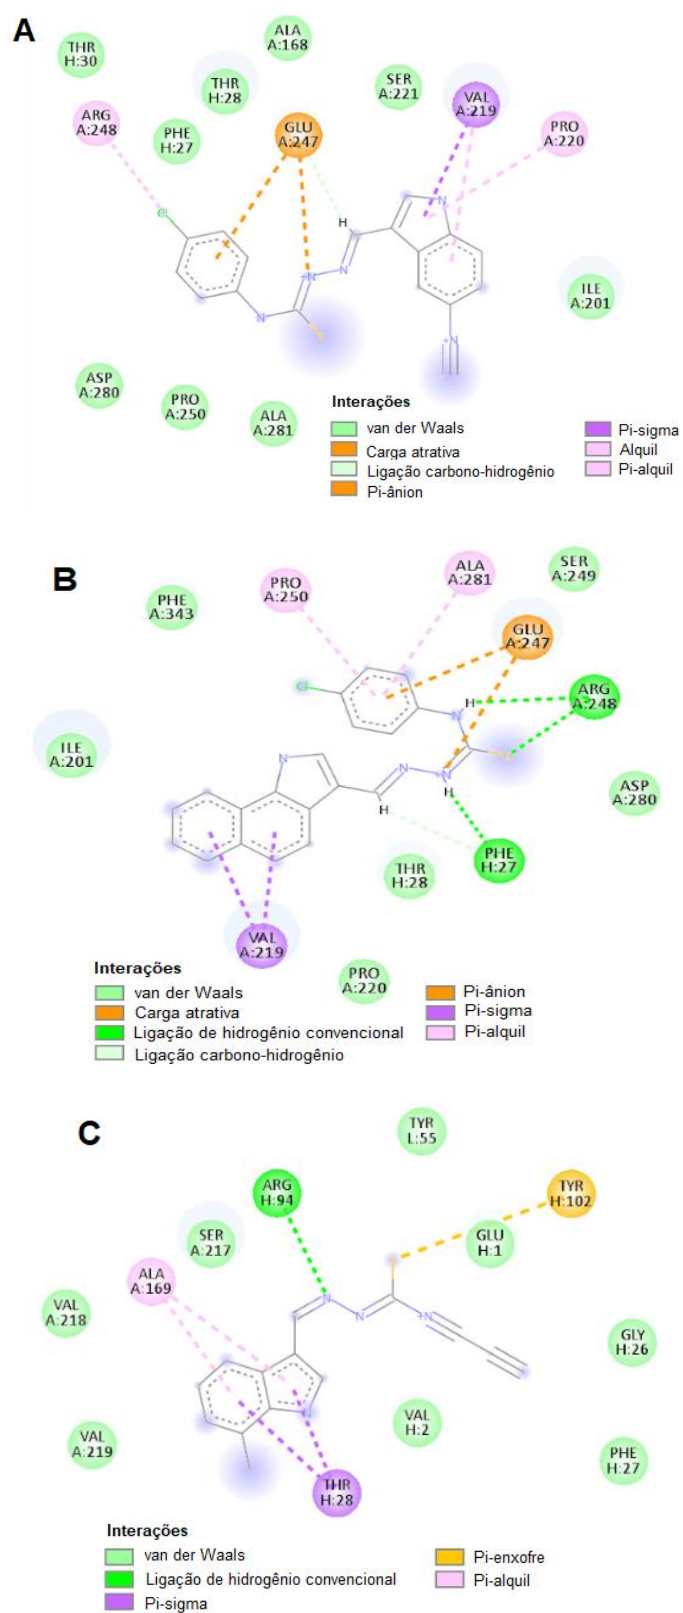 A
THR
H:30
ALA
A:168
THR
H:28
SER
A:221
VAL
A:219
ARG
A:248
PHE
H:27
GLU
A:247
PRO
A:220
Cl
H
N
N
N
+
N
S
N
+
ILE
A:201
ASP
A:280
PRO
A:250
ALA
A:281
Interações
van der Waals
Carga atrativa
Ligação carbono-hidrogênio
Pi-ânion
Pi-sigma
Alquil
Pi-alquil
B
PHE
A:343
PRO
A:250
ALA
A:281
SER
A:249
GLU
A:247
ARG
A:248
Cl
H
N
ILE
A:201
N
N
N
H
S
H
ASP
A:280
THR
H:28
PHE
H:27
VAL
A:219
PRO
A:220
Interações
van der Waals
Carga atrativa
Ligação de hidrogênio convencional
Ligação carbono-hidrogênio
Pi-ânion
Pi-sigma
Pi-alquil
C
TYR
L:55
ARG
H:94
TYR
H:102
SER
A:217
GLU
H:1
ALA
A:169
S
VAL
A:218
N
N
+N
GLY
H:26
N
VAL
H:2
VAL
A:219
PHE
H:27
THR
H:28
Interações
van der Waals
Ligação de hidrogênio convencional
Pi-sigma
Pi-enxofre
Pi-alquil